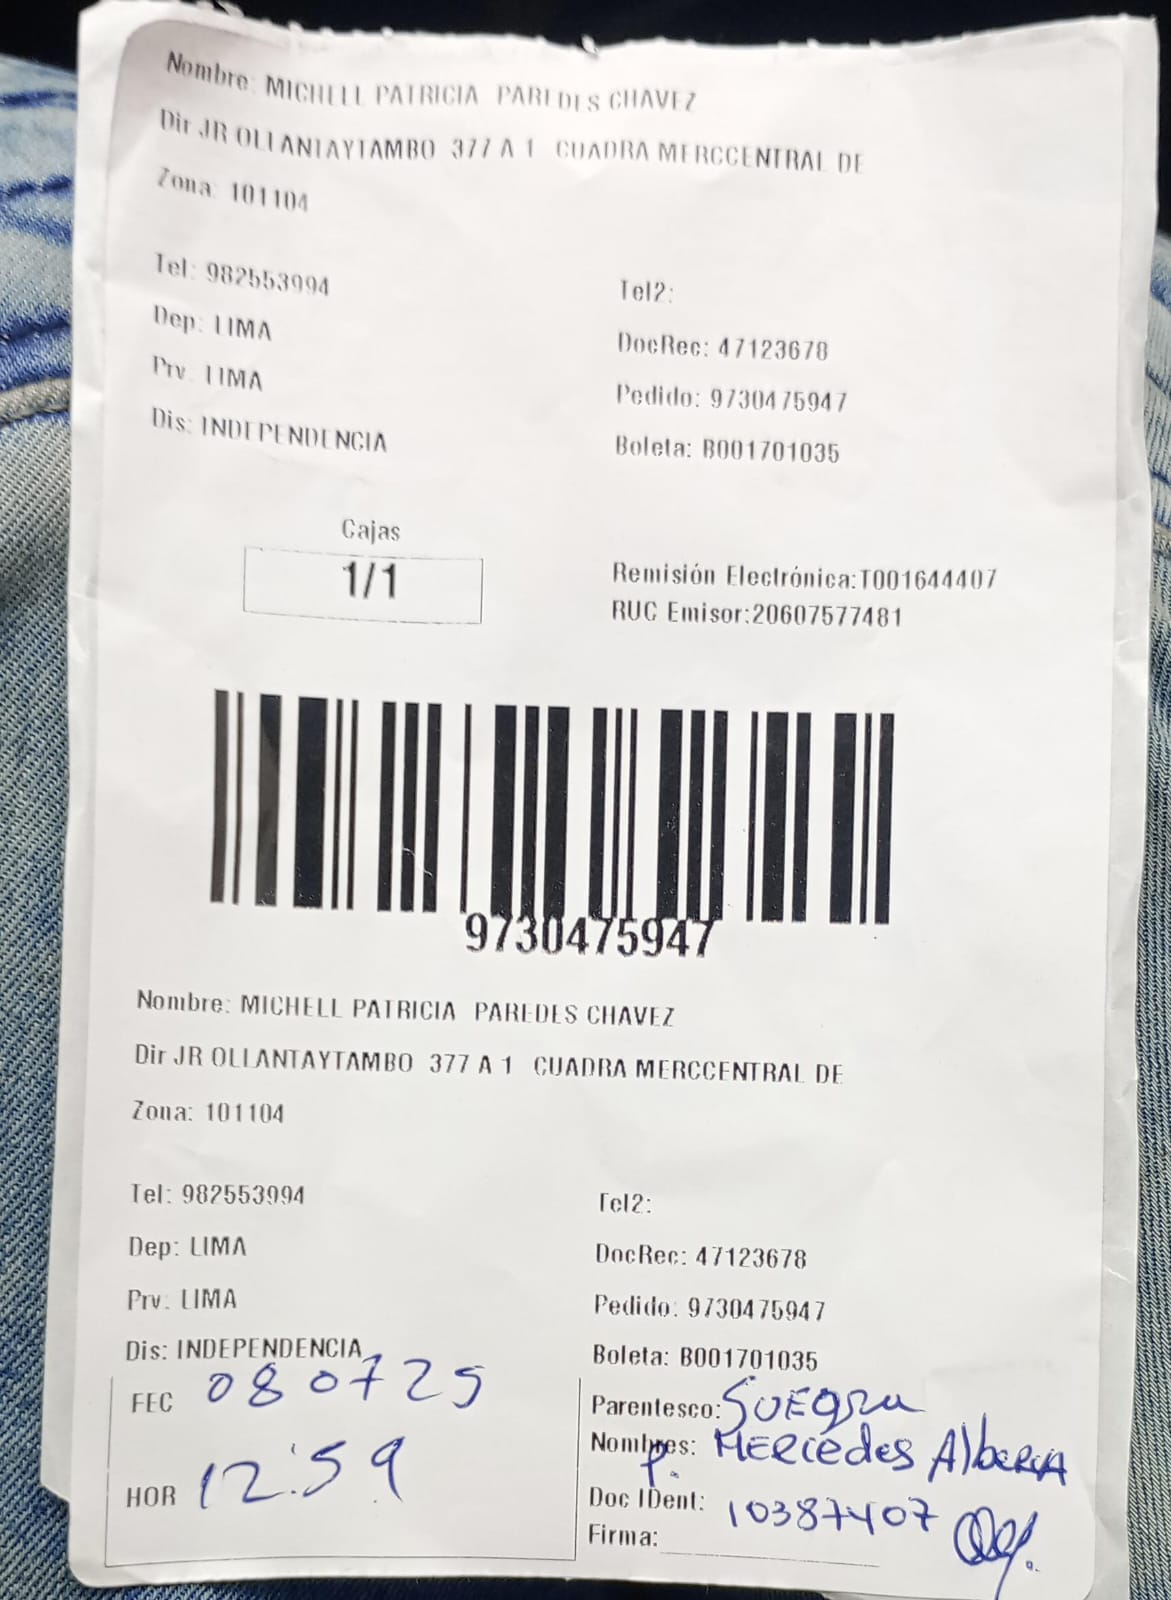 Nombre: MICHELL PATRICIA PAREDES CHAVEZ
Dir JR OLLANTAYTAMBO 377 A 1 CUADRA MERCCENTRAL DE
Zona: 101104
Tel: 982553994 Tel2:
Dep: LIMA DocRec: 47123678
Prv: LIMA Pedido: 9730475947
Dis: INDEPENDENCIA Boleta: B001701035
Cajas
1/1
Remisión Electrónica:T001644407
RUC Emisor:20607577481
9730475947
Nombre: MICHELL PATRICIA PAREDES CHAVEZ
Dir JR OLLANTAYTAMBO 377 A 1 CUADRA MERCCENTRAL DE
Zona: 101104
Tel: 982553994 Tel2:
Dep: LIMA DocRec: 47123678
Prv: LIMA Pedido: 9730475947
Dis: INDEPENDENCIA Boleta: B001701035
FEC 080725
HOR 12:59
Parentesco: SUEgra
Nombres: MERCEdes AlbeRCA
P.
Doc IDent: 10387407
Firma: